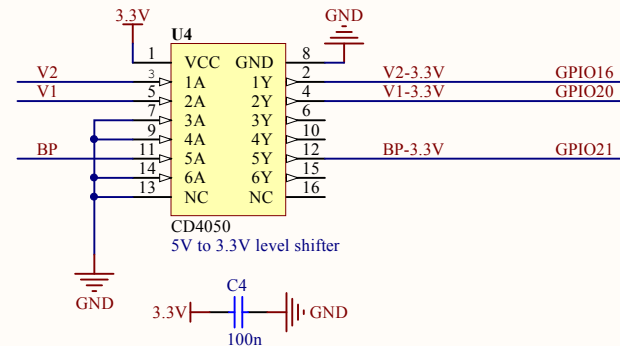 3.3V
GND
U4
1 VCC GND 8
V2 3 1A 1Y 2 V2-3.3V GPIO16
V1 5 2A 2Y 4 V1-3.3V GPIO20
7 3A 3Y 6
9 4A 4Y 10
BP 11 5A 5Y 12 BP-3.3V GPIO21
14 6A 6Y 15
13 NC NC 16
CD4050
5V to 3.3V level shifter
GND
C4
3.3V GND
100n